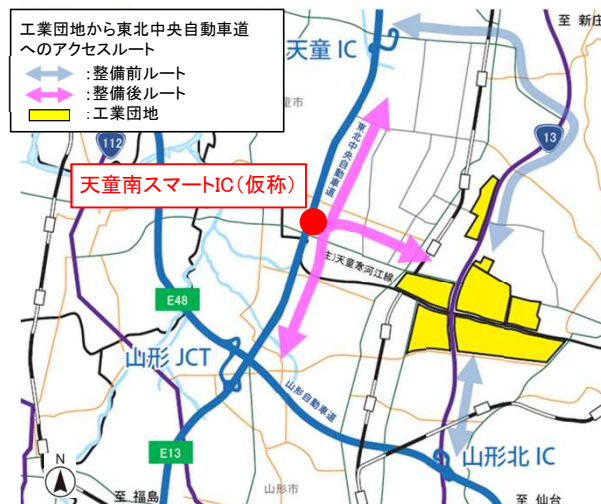 工業団地から東北中央自動車道
へのアクセスルート
：整備前ルート
：整備後ルート
：工業団地
天童 IC
至 新庄
童市
112
13
東北中央自動車道
天童南スマートIC（仮称）
主）天童寒河江線
E48
山形 JCT
山形自動車道
山形北 IC
E13
N
至 福島
山形市
至 仙台